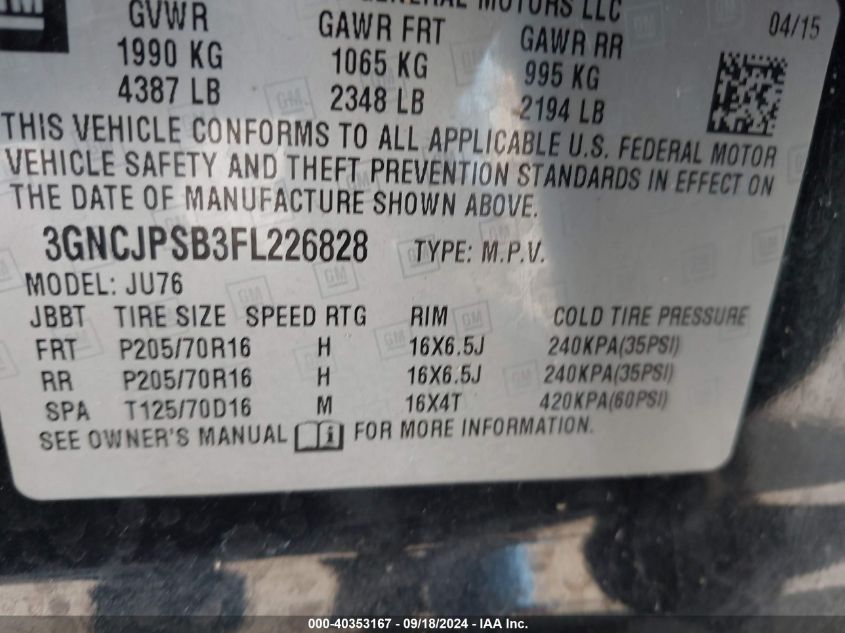 GENERAL MOTORS LLC
04/15
GM
GVWR GAWR FRT GAWR RR
1990 KG 1065 KG 995 KG
4387 LB 2348 LB 2194 LB
THIS VEHICLE CONFORMS TO ALL APPLICABLE U.S. FEDERAL MOTOR
VEHICLE SAFETY AND THEFT PREVENTION STANDARDS IN EFFECT ON
THE DATE OF MANUFACTURE SHOWN ABOVE.
3GNCJPSB3FL226828 TYPE: M.P.V.
MODEL: JU76
JBBT TIRE SIZE SPEED RTG RIM COLD TIRE PRESSURE
FRT P205/70R16 H 16X6.5J 240KPA(35PSI)
RR P205/70R16 H 16X6.5J 240KPA(35PSI)
SPA T125/70D16 M 16X4T 420KPA(60PSI)
SEE OWNER'S MANUAL i FOR MORE INFORMATION.
000-40353167 - 09/18/2024 - IAA Inc.